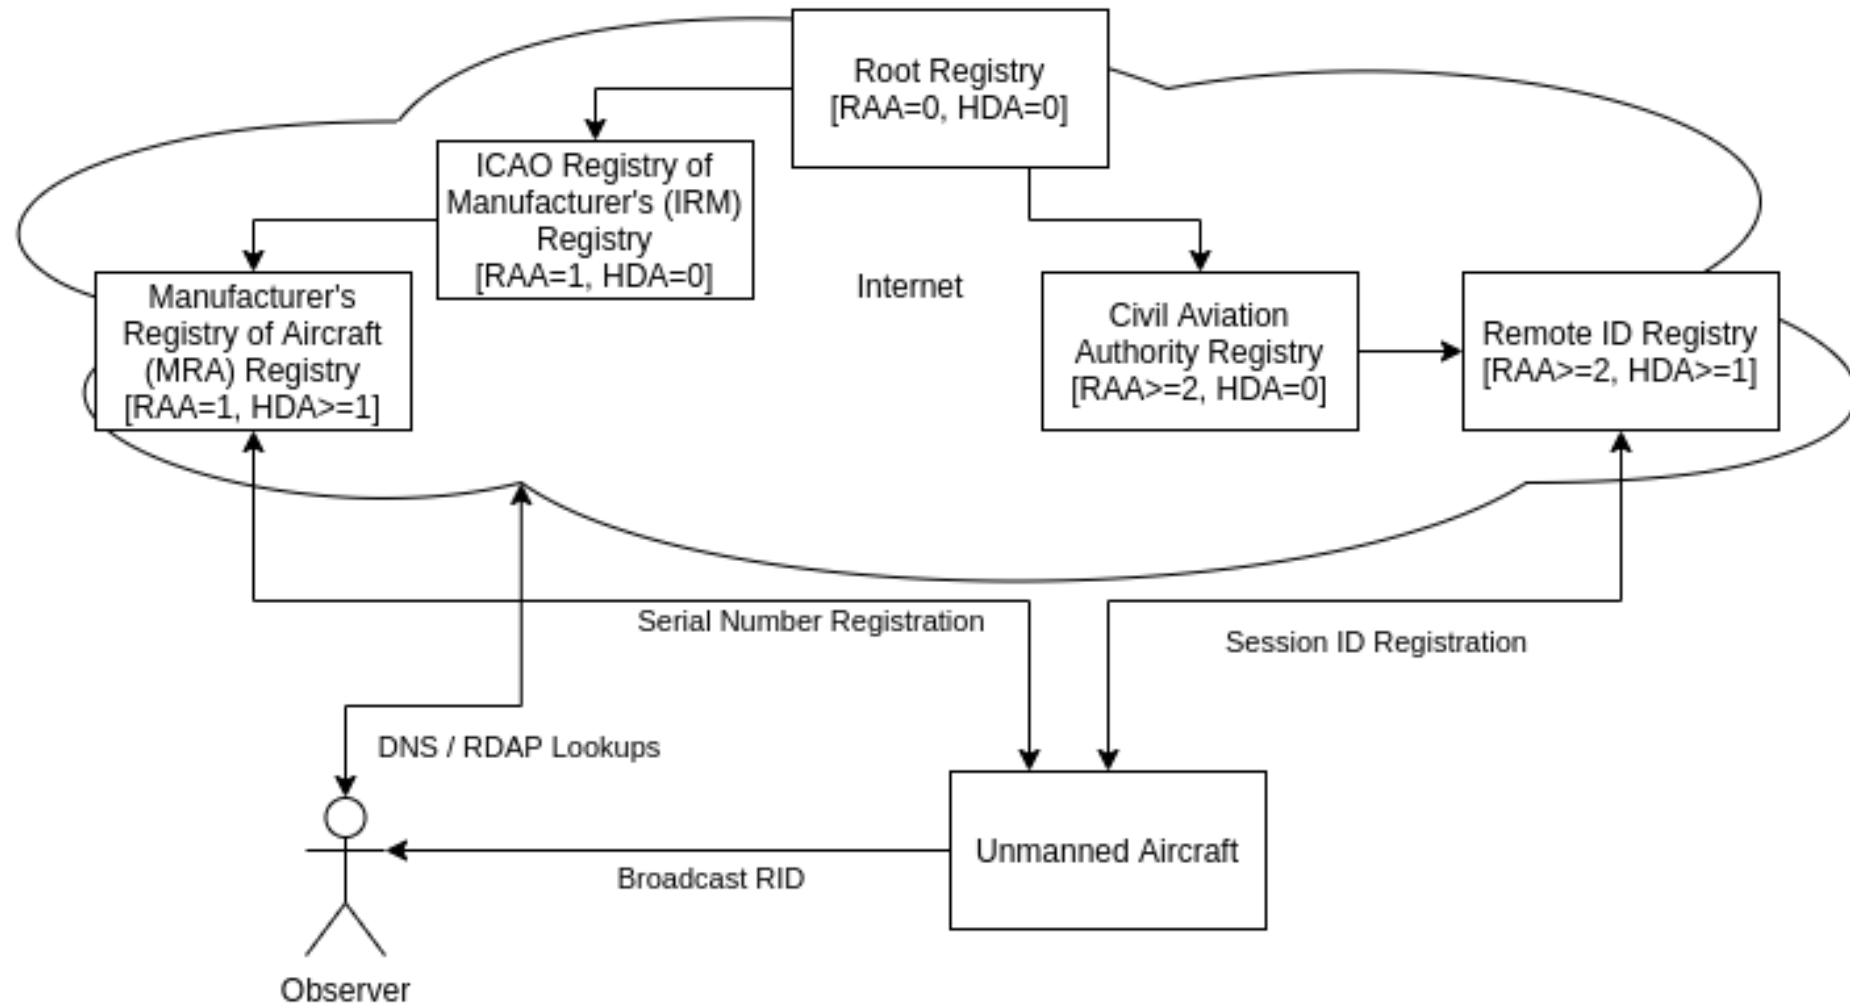 Root Registry
[RAA=0, HDA=0]
ICAO Registry of
Manufacturer's (IRM)
Registry
[RAA=1, HDA=0]
Internet
Manufacturer's
Registry of Aircraft
(MRA) Registry
[RAA=1, HDA>=1]
Civil Aviation
Authority Registry
[RAA>=2, HDA=0]
Remote ID Registry
[RAA>=2, HDA>=1]
Serial Number Registration
Session ID Registration
DNS / RDAP Lookups
Unmanned Aircraft
Broadcast RID
Observer